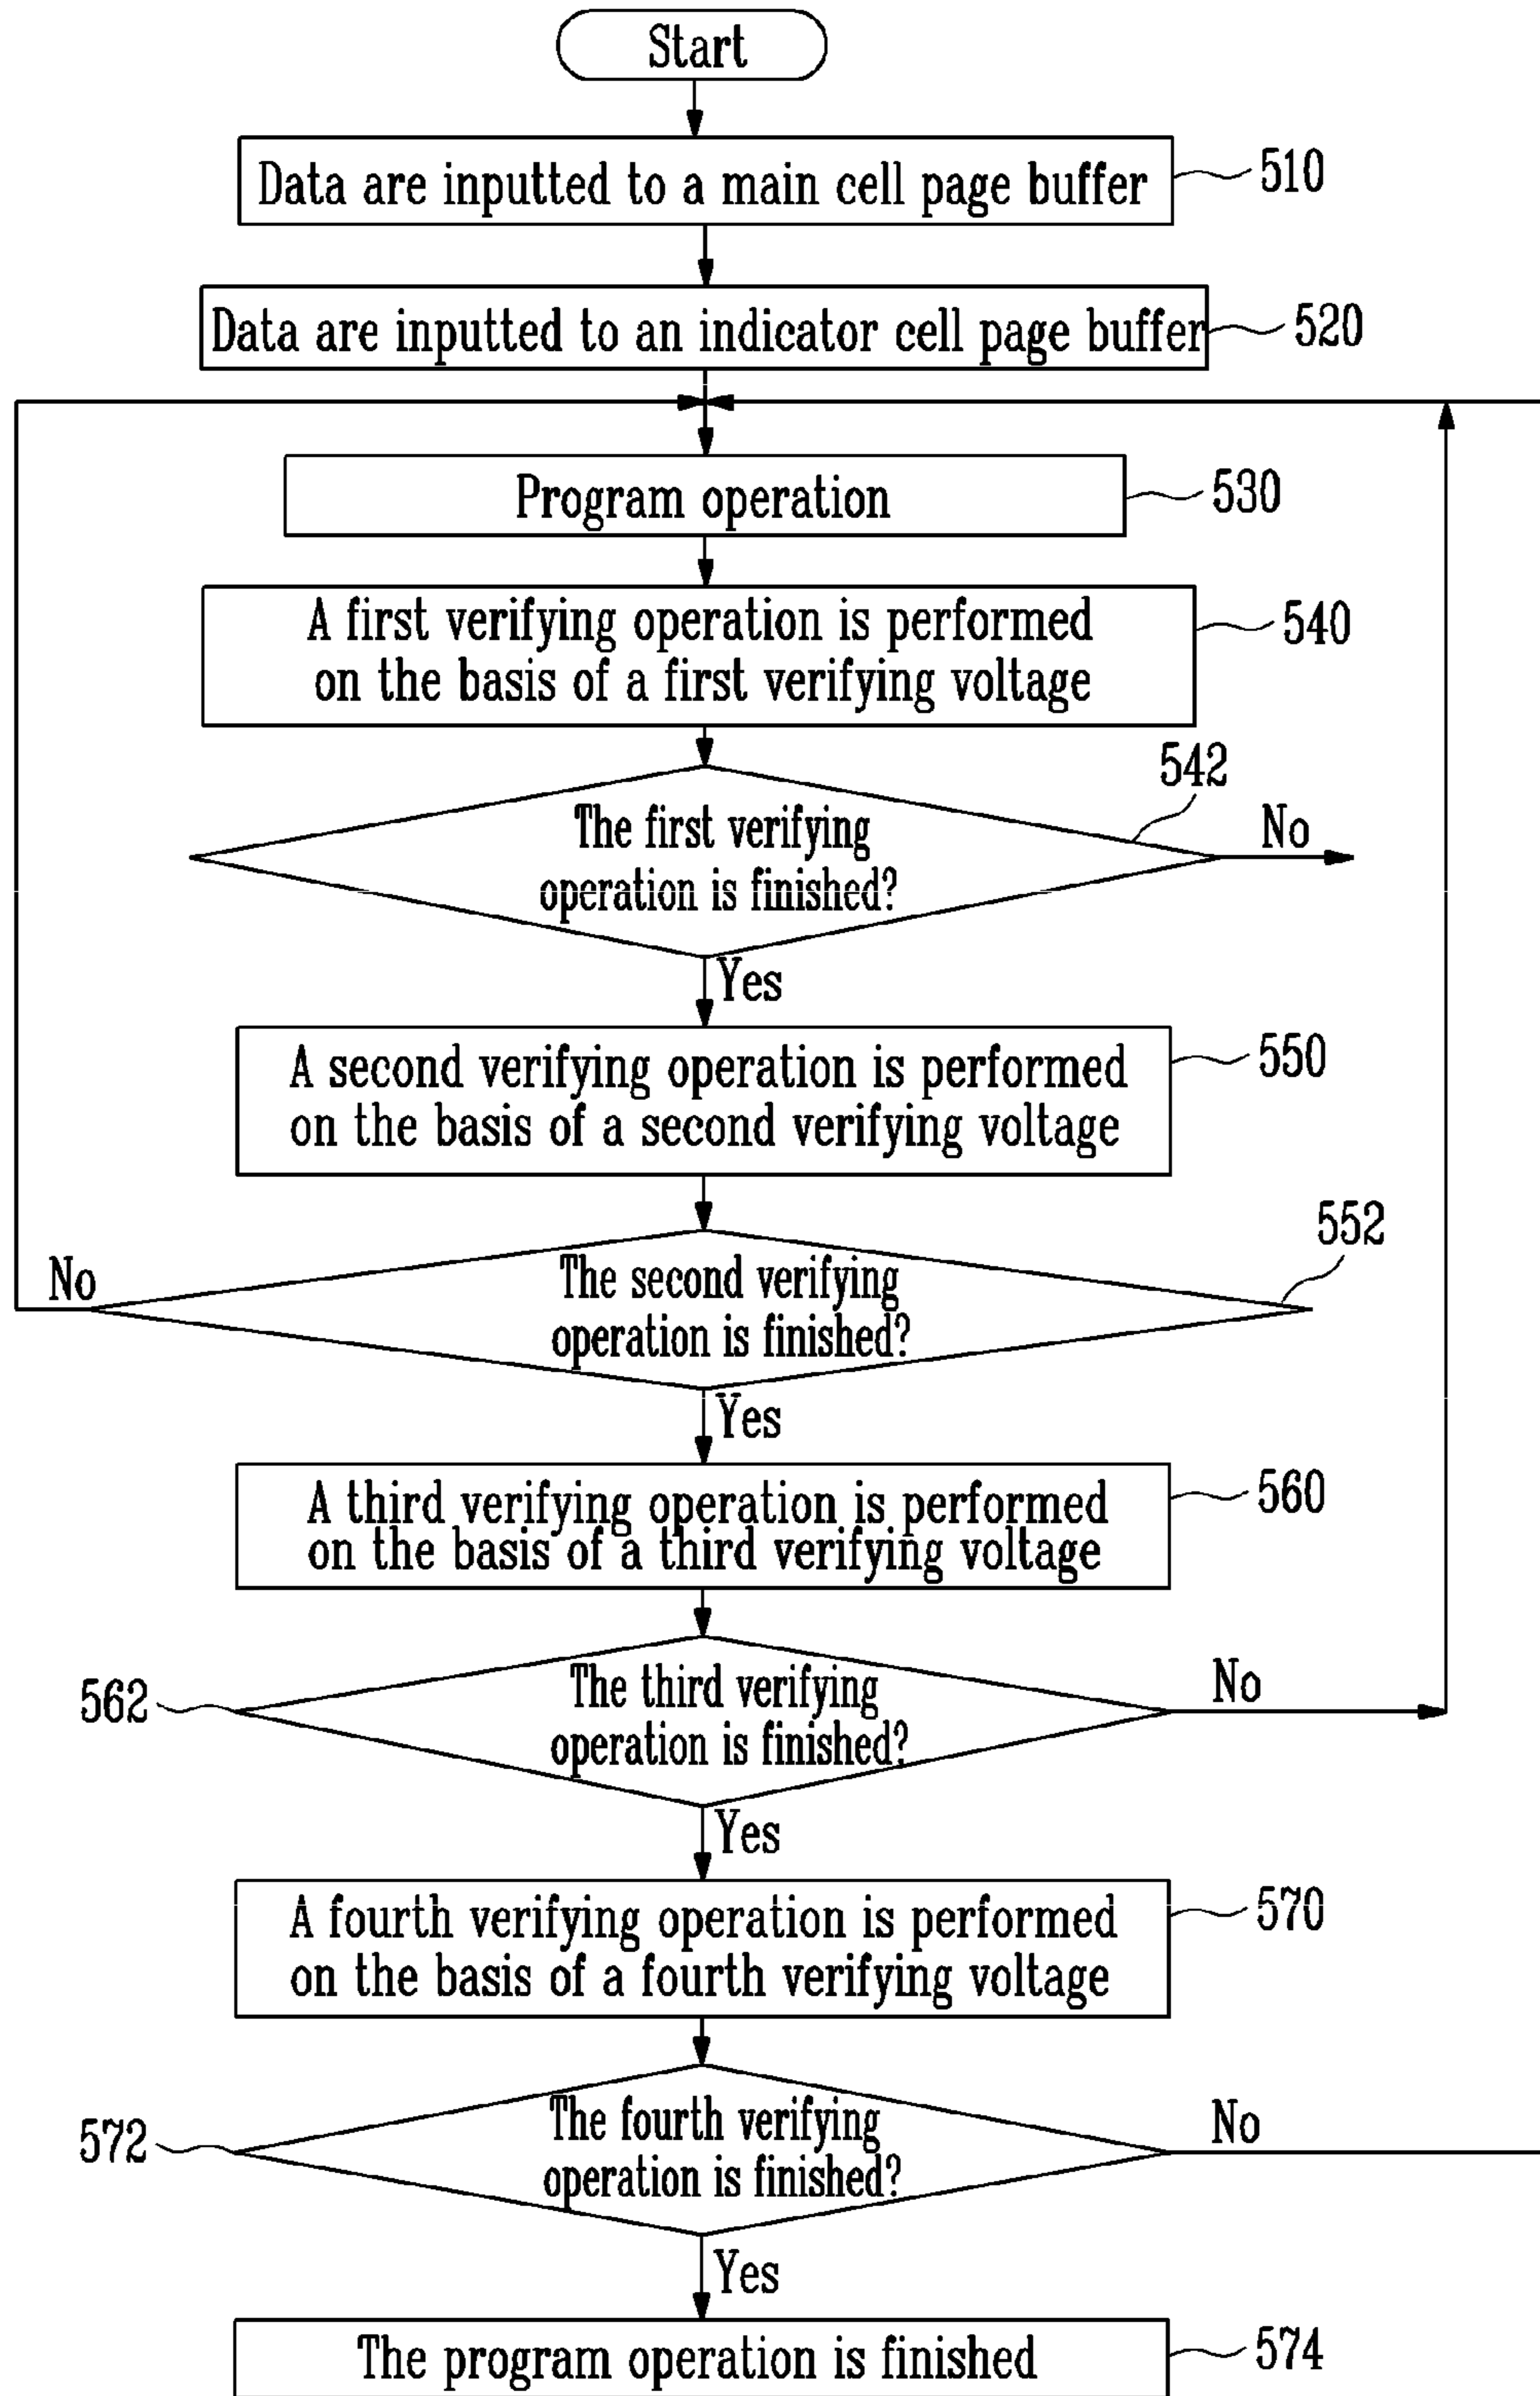 Start
Data are inputted to a main cell page buffer
510
Data are inputted to an indicator cell page buffer
520
Program operation
530
A first verifying operation is performed
on the basis of a first verifying voltage
540
542
The first verifying
operation is finished?
No
Yes
A second verifying operation is performed
on the basis of a second verifying voltage
550
552
The second verifying
operation is finished?
No
Yes
A third verifying operation is performed
on the basis of a third verifying voltage
560
562
The third verifying
operation is finished?
No
Yes
A fourth verifying operation is performed
on the basis of a fourth verifying voltage
570
572
The fourth verifying
operation is finished?
No
Yes
The program operation is finished
574